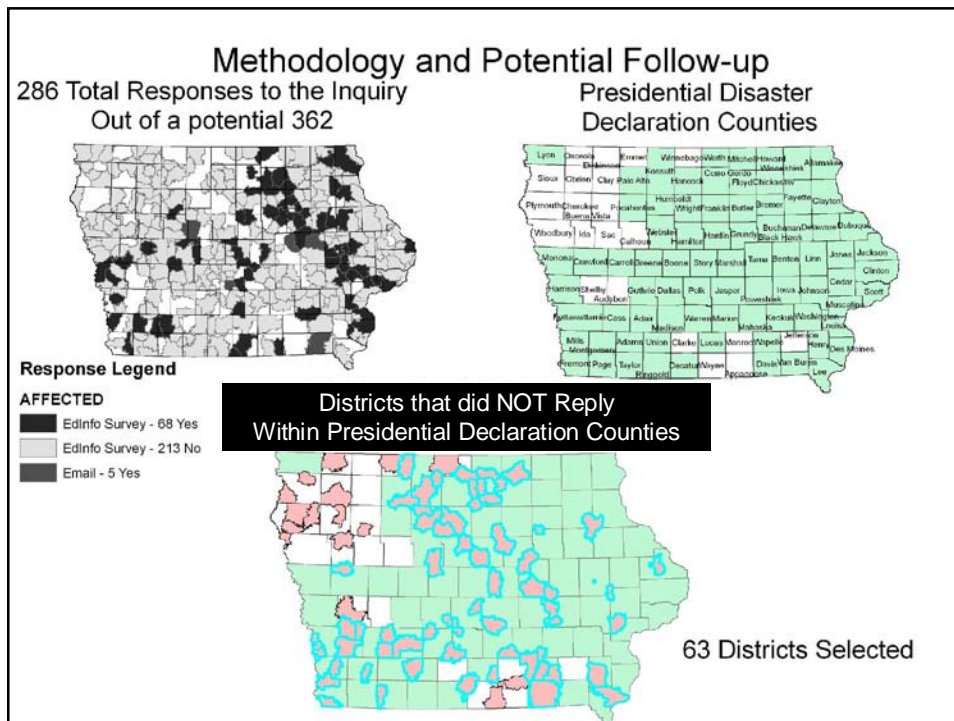 Methodology and Potential Follow-up
286 Total Responses to the Inquiry
Out of a potential 362
Presidential Disaster
Declaration Counties
Lyon Osceola Dickinson Emmet Winnebago Worth Mitchell Howard Winneshiek Allamakee
Sioux O'Brien Clay Palo Alto Kossuth Hancock Cerro Gordo Floyd Chickasaw
Plymouth Cherokee Buena Vista Pocahontas Humboldt Wright Franklin Butler Bremer Fayette Clayton
Woodbury Ida Sac Calhoun Webster Hamilton Hardin Grundy Black Hawk Buchanan Delaware Dubuque
Monona Crawford Carroll Greene Boone Story Marshall Tama Benton Linn Jones Jackson
Clinton
Harrison Shelby Audubon Guthrie Dallas Polk Jasper Poweshiek Iowa Johnson Cedar Scott
Muscatine
Cass Adair Madison Warren Marion Mahaska Keokuk Washington Louisa
Mills Montgomery Adams Union Clarke Lucas Monroe Wapello Jefferson Henry Des Moines
Fremont Page Taylor Ringgold Decatur Wayne Appanoose Davis Van Buren Lee
Response Legend
AFFECTED
EdInfo Survey - 68 Yes
EdInfo Survey - 213 No
Email - 5 Yes
Districts that did NOT Reply
Within Presidential Declaration Counties
63 Districts Selected